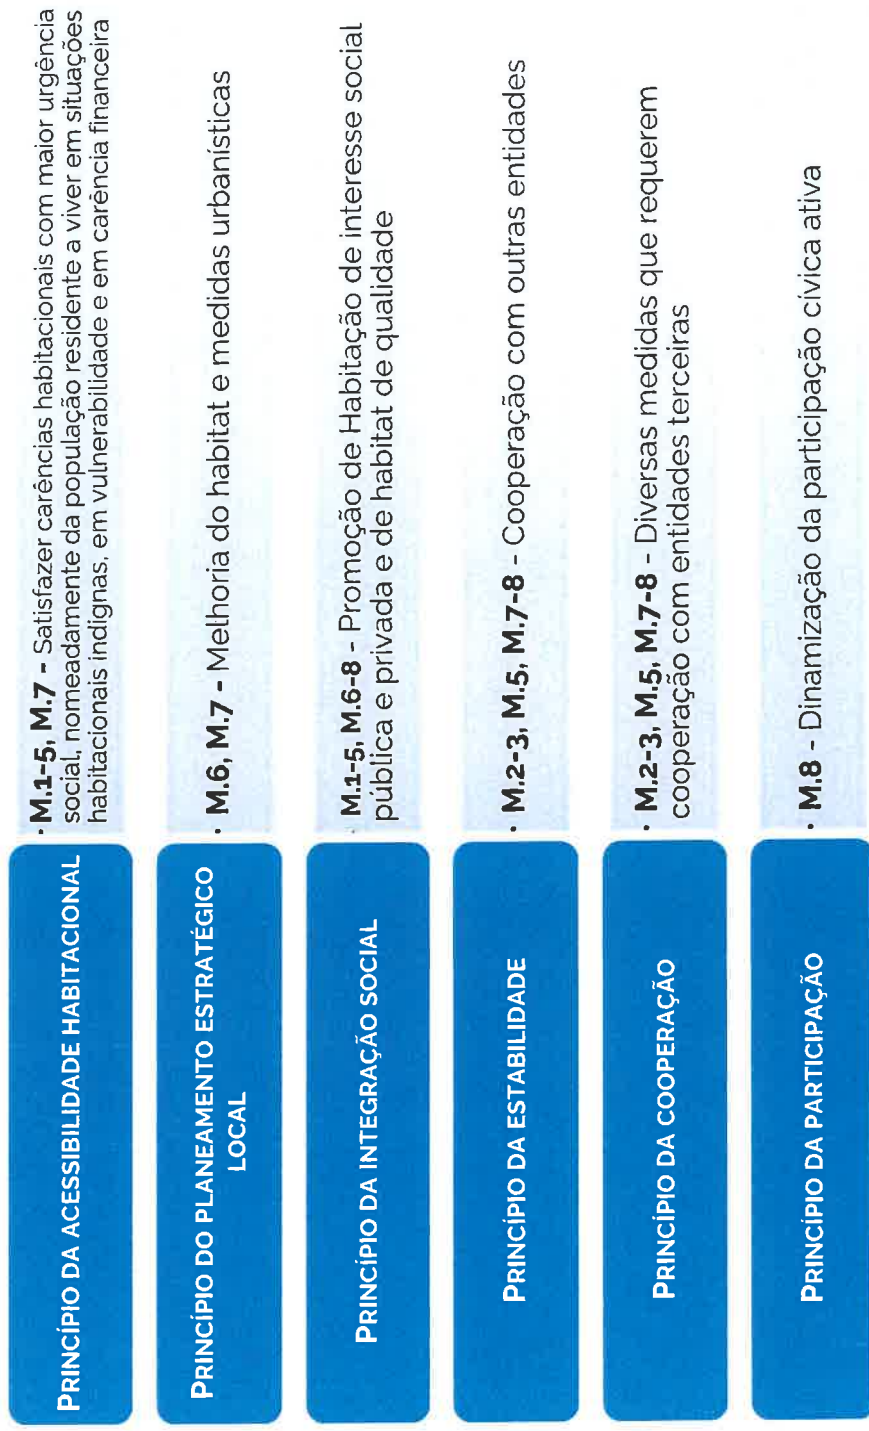 PRINCÍPIO DA ACESSIBILIDADE HABITACIONAL
· M.1-5, M.7 - Satisfazer carências habitacionais com maior urgência
social, nomeadamente da população residente a viver em situações
habitacionais indignas, em vulnerabilidade e em carência financeira
PRINCÍPIO DO PLANEAMENTO ESTRATÉGICO
LOCAL
· M.6, M.7 - Melhoria do habitat e medidas urbanísticas
PRINCÍPIO DA INTEGRAÇÃO SOCIAL
· M.1-5, M.6-8 - Promoção de Habitação de interesse social
pública e privada e de habitat de qualidade
PRINCÍPIO DA ESTABILIDADE
· M.2-3, M.5, M.7-8 - Cooperação com outras entidades
PRINCÍPIO DA COOPERAÇÃO
· M.2-3, M.5, M.7-8 - Diversas medidas que requerem
cooperação com entidades terceiras
PRINCÍPIO DA PARTICIPAÇÃO
· M.8 - Dinamização da participação cívica ativa